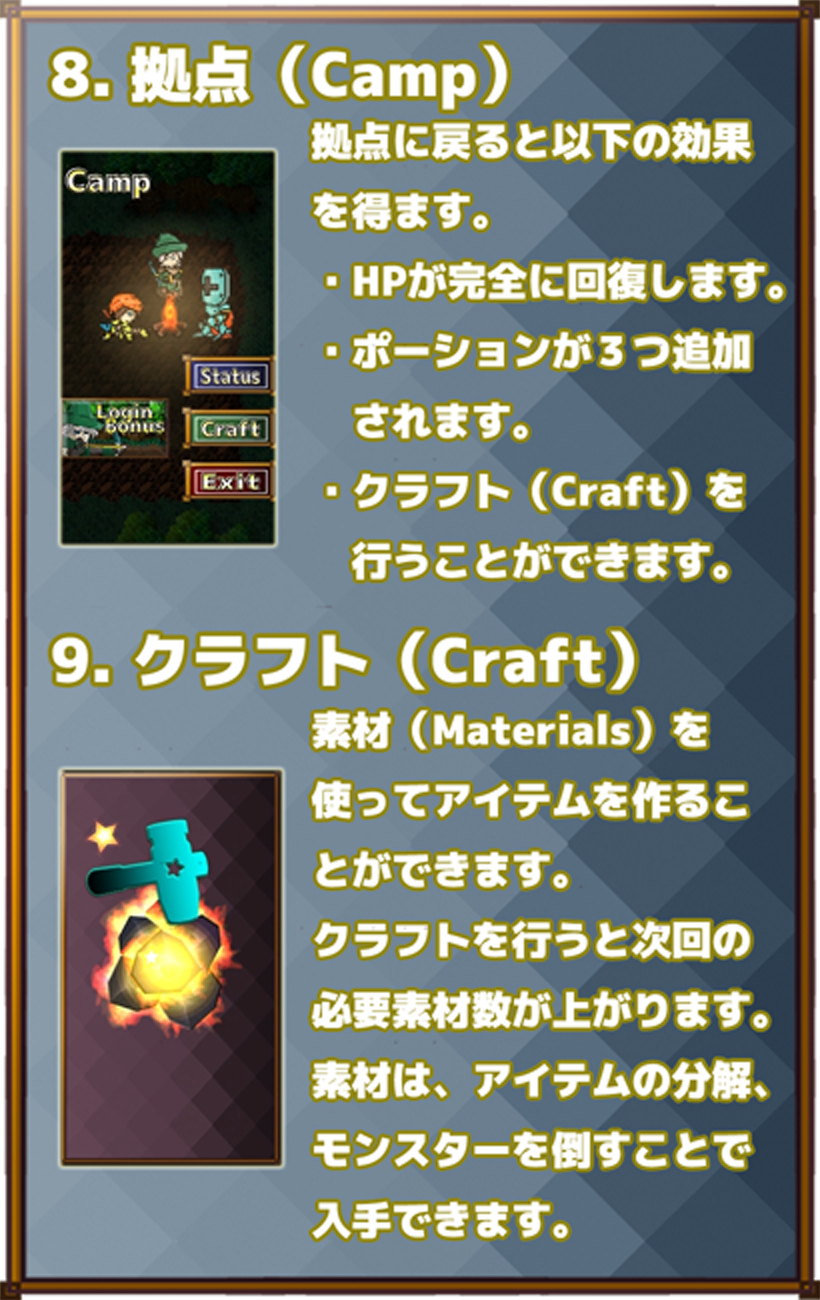 8. 拠点（Camp）
拠点に戻ると以下の効果
を得ます。
・HPが完全に回復します。
・ポーションが３つ追加
されます。
・クラフト（Craft）を
行うことができます。
Camp
Status
Login
Bonus
Craft
Exit
9. クラフト（Craft）
素材（Materials）を
使ってアイテムを作るこ
とができます。
クラフトを行うと次回の
必要素材数が上がります。
素材は、アイテムの分解、
モンスターを倒すことで
入手できます。